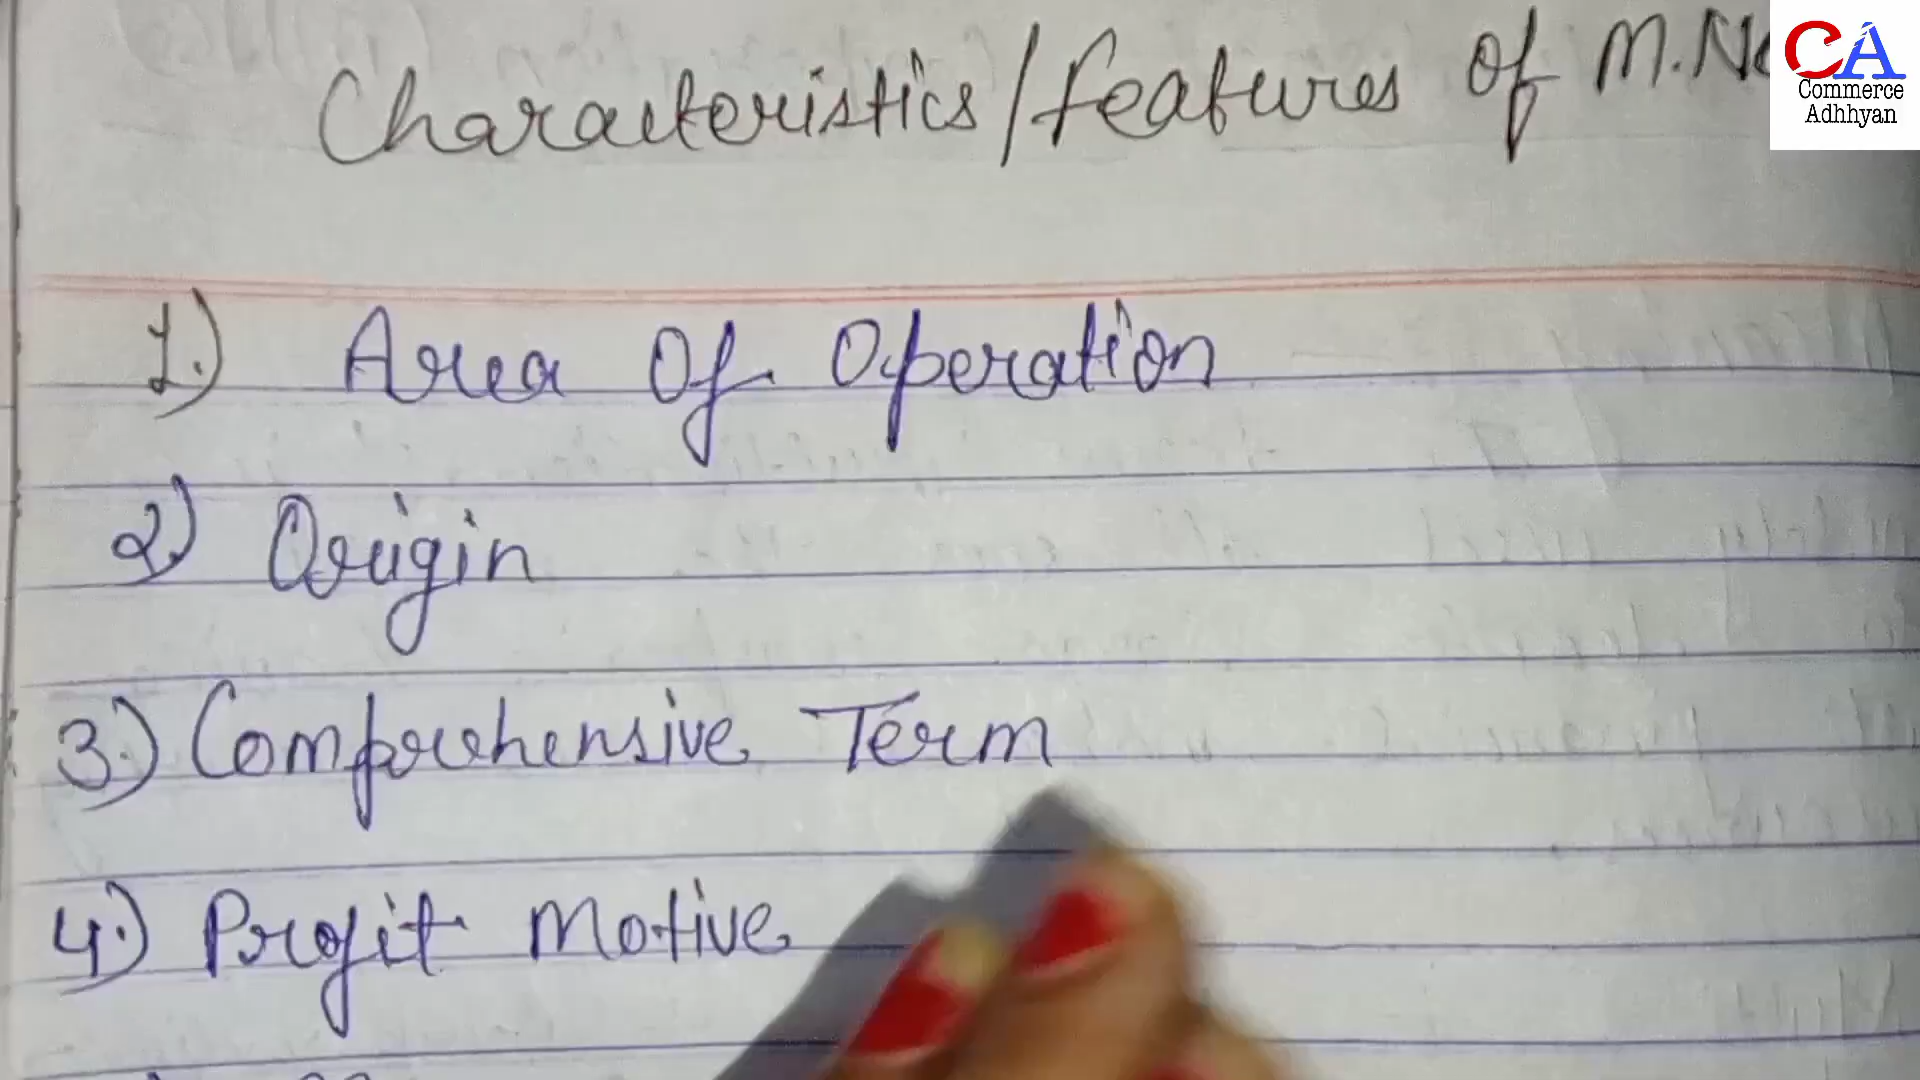 Characteristics/features Of M.N
CA
Commerce
Adhhyan
1.) Area Of Operation
2) Origin
3.) Comprehensive Term
4.) Profit Motive